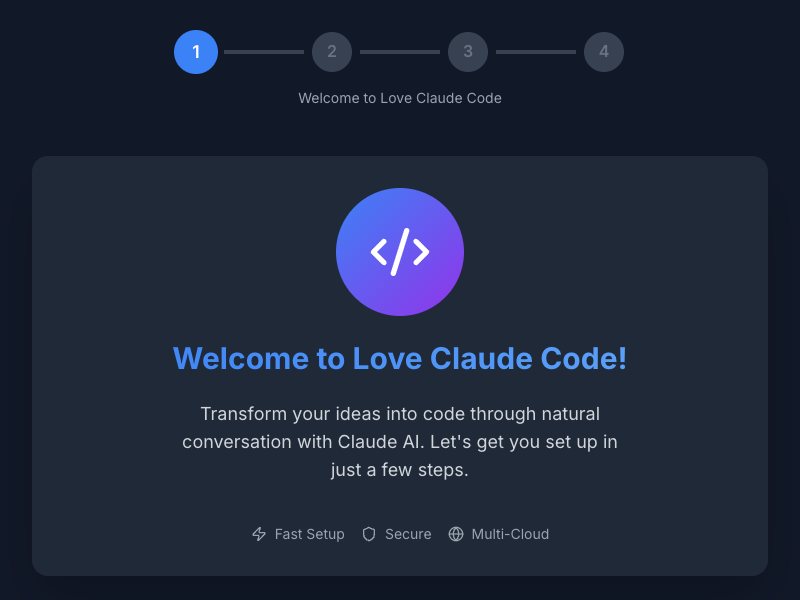 1 2 3 4
Welcome to Love Claude Code
Welcome to Love Claude Code!
Transform your ideas into code through natural
conversation with Claude AI. Let's get you set up in
just a few steps.
Fast Setup Secure Multi-Cloud